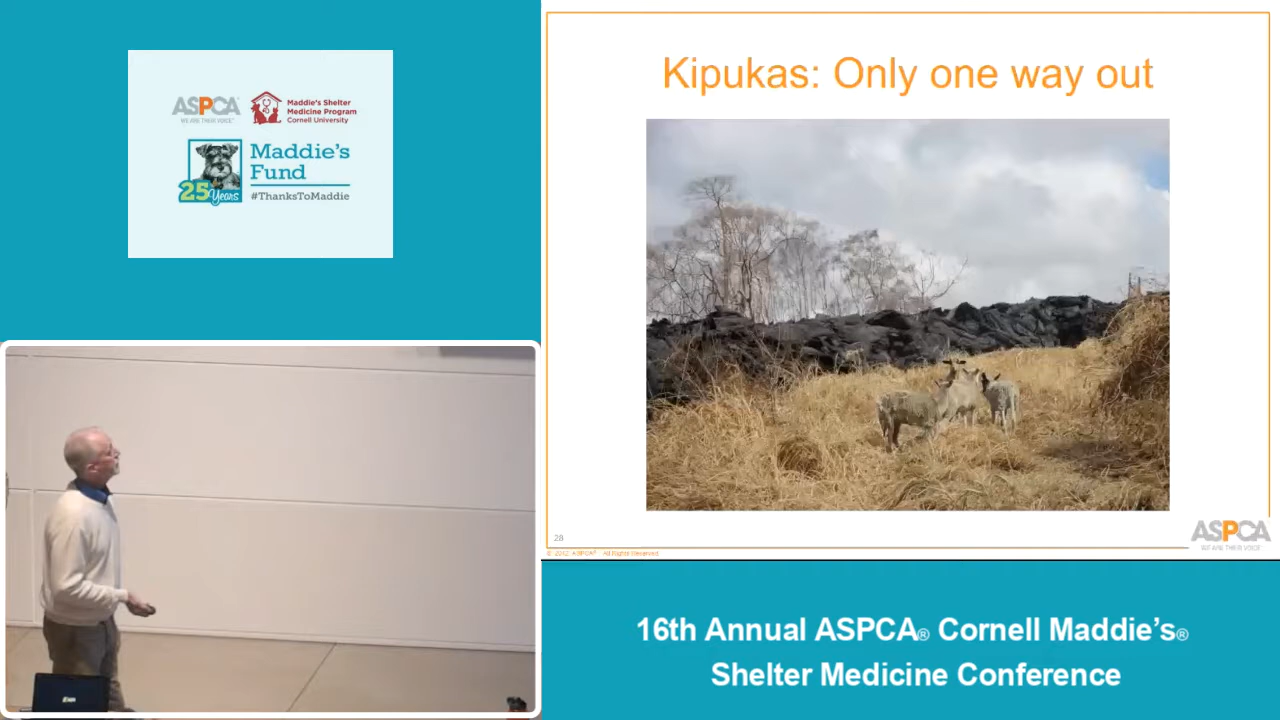 ASPCA
WE ARE THEIR VOICE
Maddie's Shelter
Medicine Program
Cornell University
Maddie's
Fund
25 Years
#ThanksToMaddie
Kipukas: Only one way out
28
© 2012, ASPCA® All Rights Reserved
ASPCA
WE ARE THEIR VOICE
16th Annual ASPCA® Cornell Maddie's®
Shelter Medicine Conference